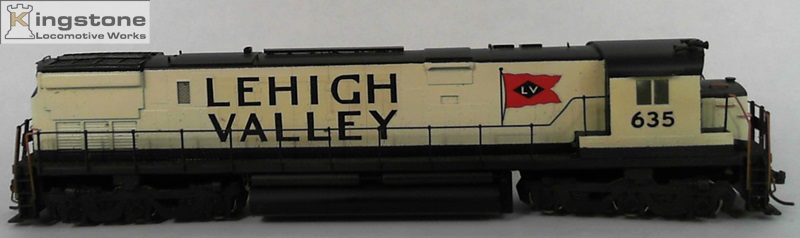 Kingstone
Locomotive Works
LEHIGH
VALLEY
LV
635